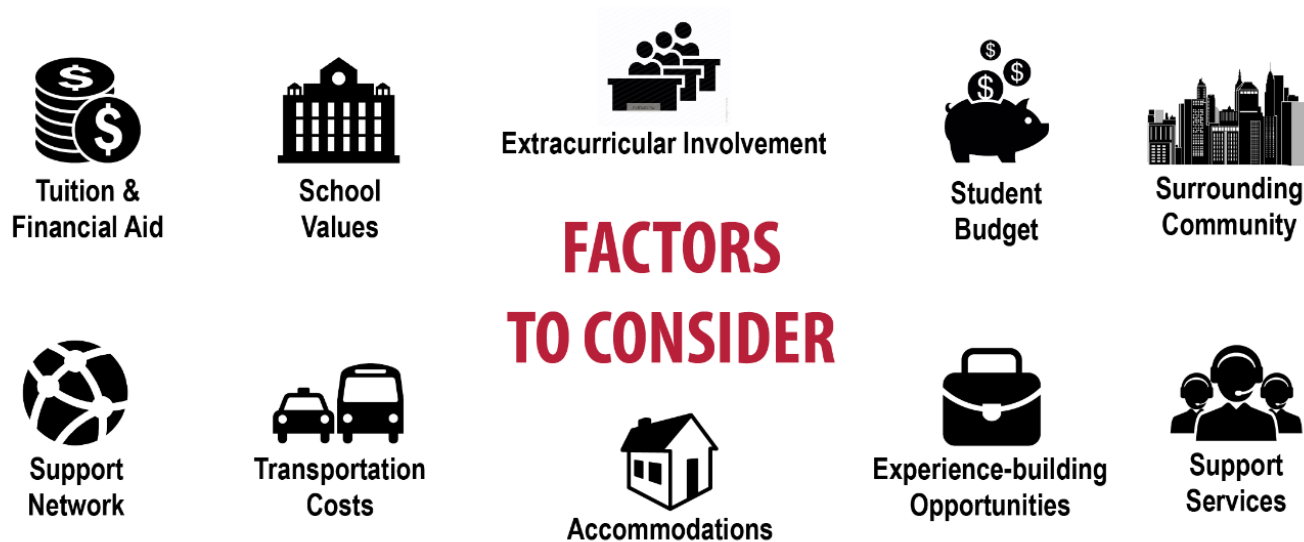 Tuition &
Financial Aid
School
Values
Extracurricular Involvement
Student
Budget
Surrounding
Community
FACTORS
TO CONSIDER
Support
Network
Transportation
Costs
Accommodations
Experience-building
Opportunities
Support
Services